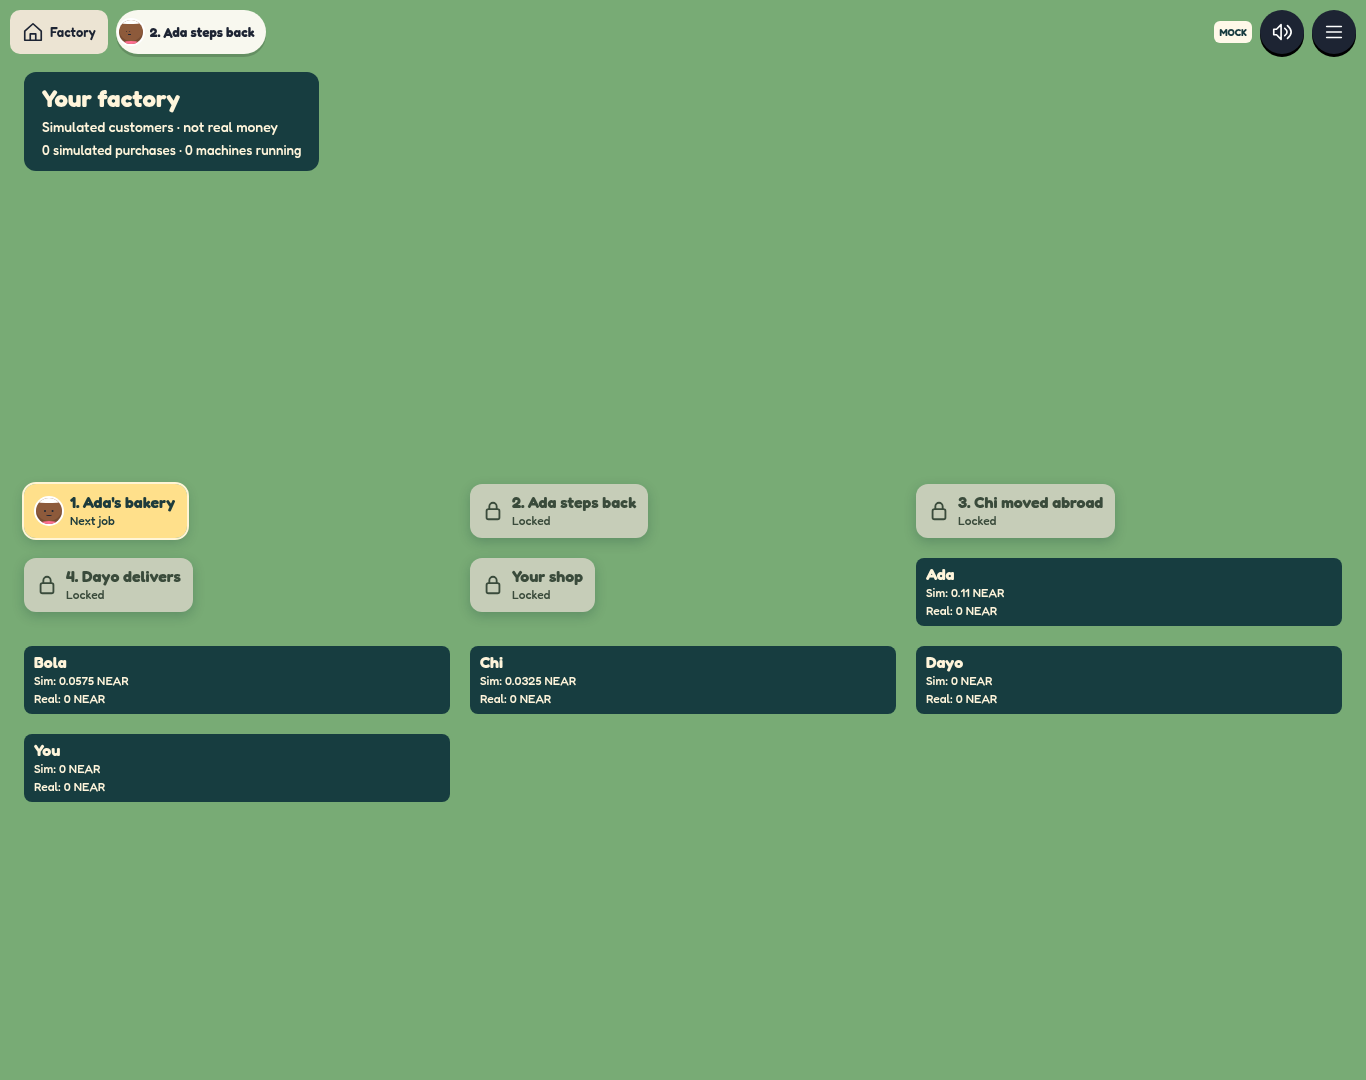 Factory
2. Ada steps back
MOCK
Your factory
Simulated customers · not real money
0 simulated purchases · 0 machines running
1. Ada's bakery
Next job
2. Ada steps back
Locked
3. Chi moved abroad
Locked
4. Dayo delivers
Locked
Your shop
Locked
Ada
Sim: 0.11 NEAR
Real: 0 NEAR
Bola
Sim: 0.0575 NEAR
Real: 0 NEAR
Chi
Sim: 0.0325 NEAR
Real: 0 NEAR
Dayo
Sim: 0 NEAR
Real: 0 NEAR
You
Sim: 0 NEAR
Real: 0 NEAR